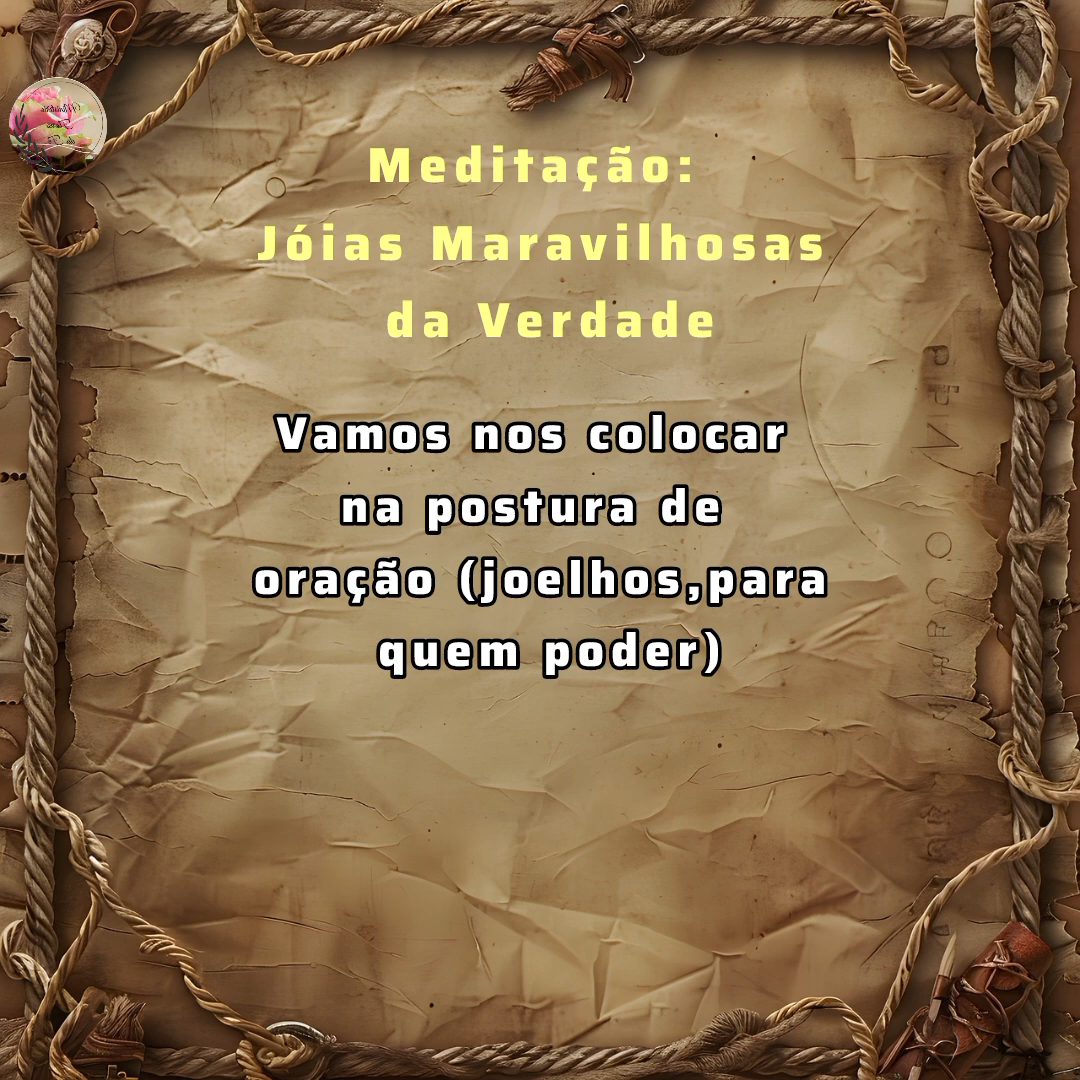 Meditação:
Jóias Maravilhosas
da Verdade
Vamos nos colocar
na postura de
oração (joelhos,para
quem poder)